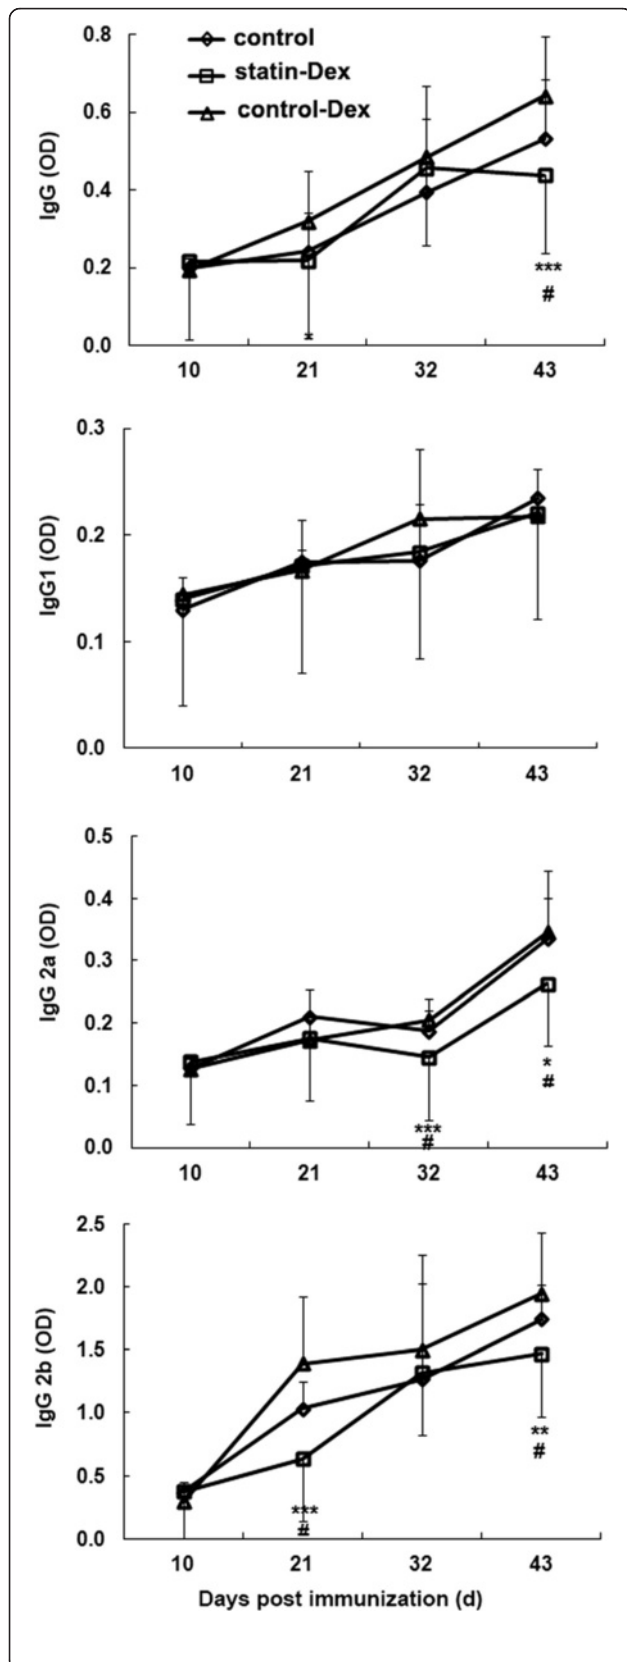 0.8
control
statin-Dex
control-Dex
0.6
0.4
0.2
0.0
IgG (OD)
*
***
#
10 21 32 43
0.3
0.2
0.1
0.0
IgG1 (OD)
10 21 32 43
0.5
0.4
0.3
0.2
0.1
0.0
IgG 2a (OD)
***
#
*
#
10 21 32 43
2.5
2.0
1.5
1.0
0.5
0.0
IgG 2b (OD)
***
#
**
#
10 21 32 43
Days post immunization (d)